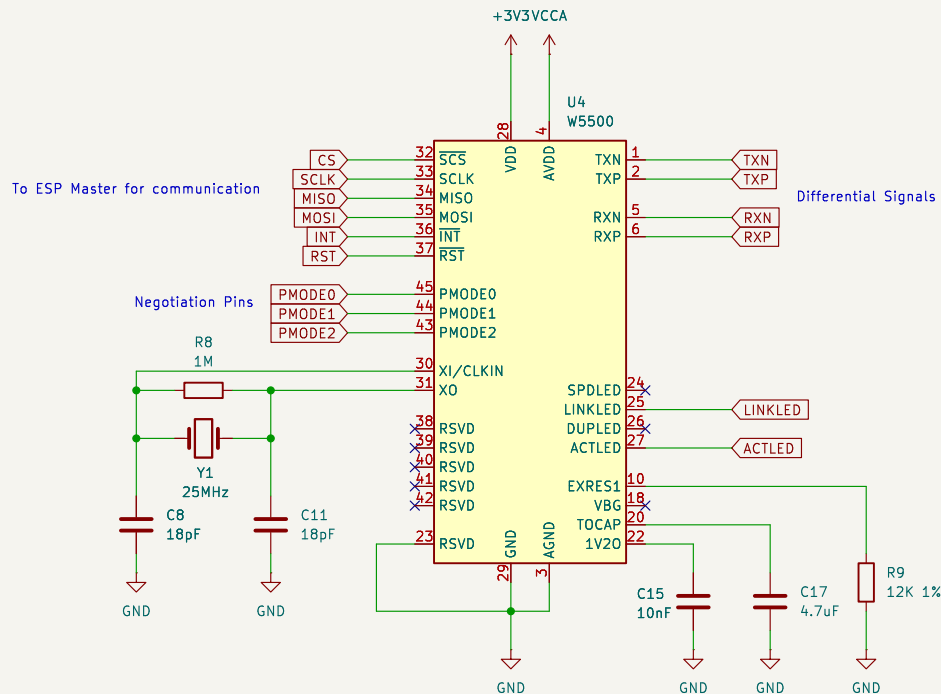 +3V3VCCA
U4
W5500
28
VDD
4
AVDD
CS
32
SCS
SCLK
33
SCLK
MISO
34
MISO
MOSI
35
MOSI
INT
36
INT
RST
37
RST
To ESP Master for communication
TXN
1
TXN
TXP
2
TXP
RXN
5
RXN
RXP
6
RXP
Differential Signals
Negotiation Pins
PMODE0
45
PMODE0
PMODE1
44
PMODE1
PMODE2
43
PMODE2
R8
1M
30
XI/CLKIN
31
XO
Y1
25MHz
38
RSVD
39
RSVD
40
RSVD
41
RSVD
42
RSVD
23
RSVD
SPDLED
24
LINKLED
25
LINKLED
DUPLED
26
ACTLED
27
ACTLED
EXRES1
10
VBG
18
TOCAP
20
1V2O
22
C8
18pF
C11
18pF
GND
GND
GND
29
AGND
3
GND
C15
10nF
GND
C17
4.7uF
GND
R9
12K 1%
GND